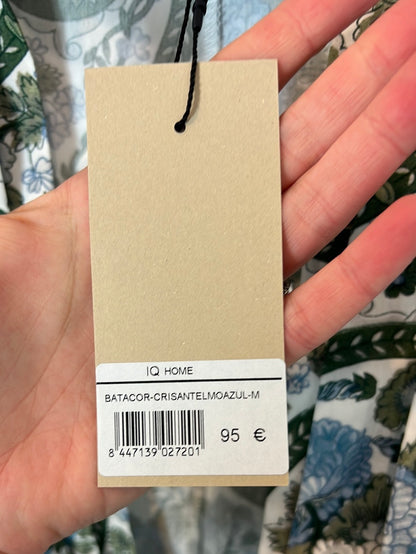 IQ HOME
BATACOR-CRISANTELMOAZUL-M
95 €
8 447139 027201